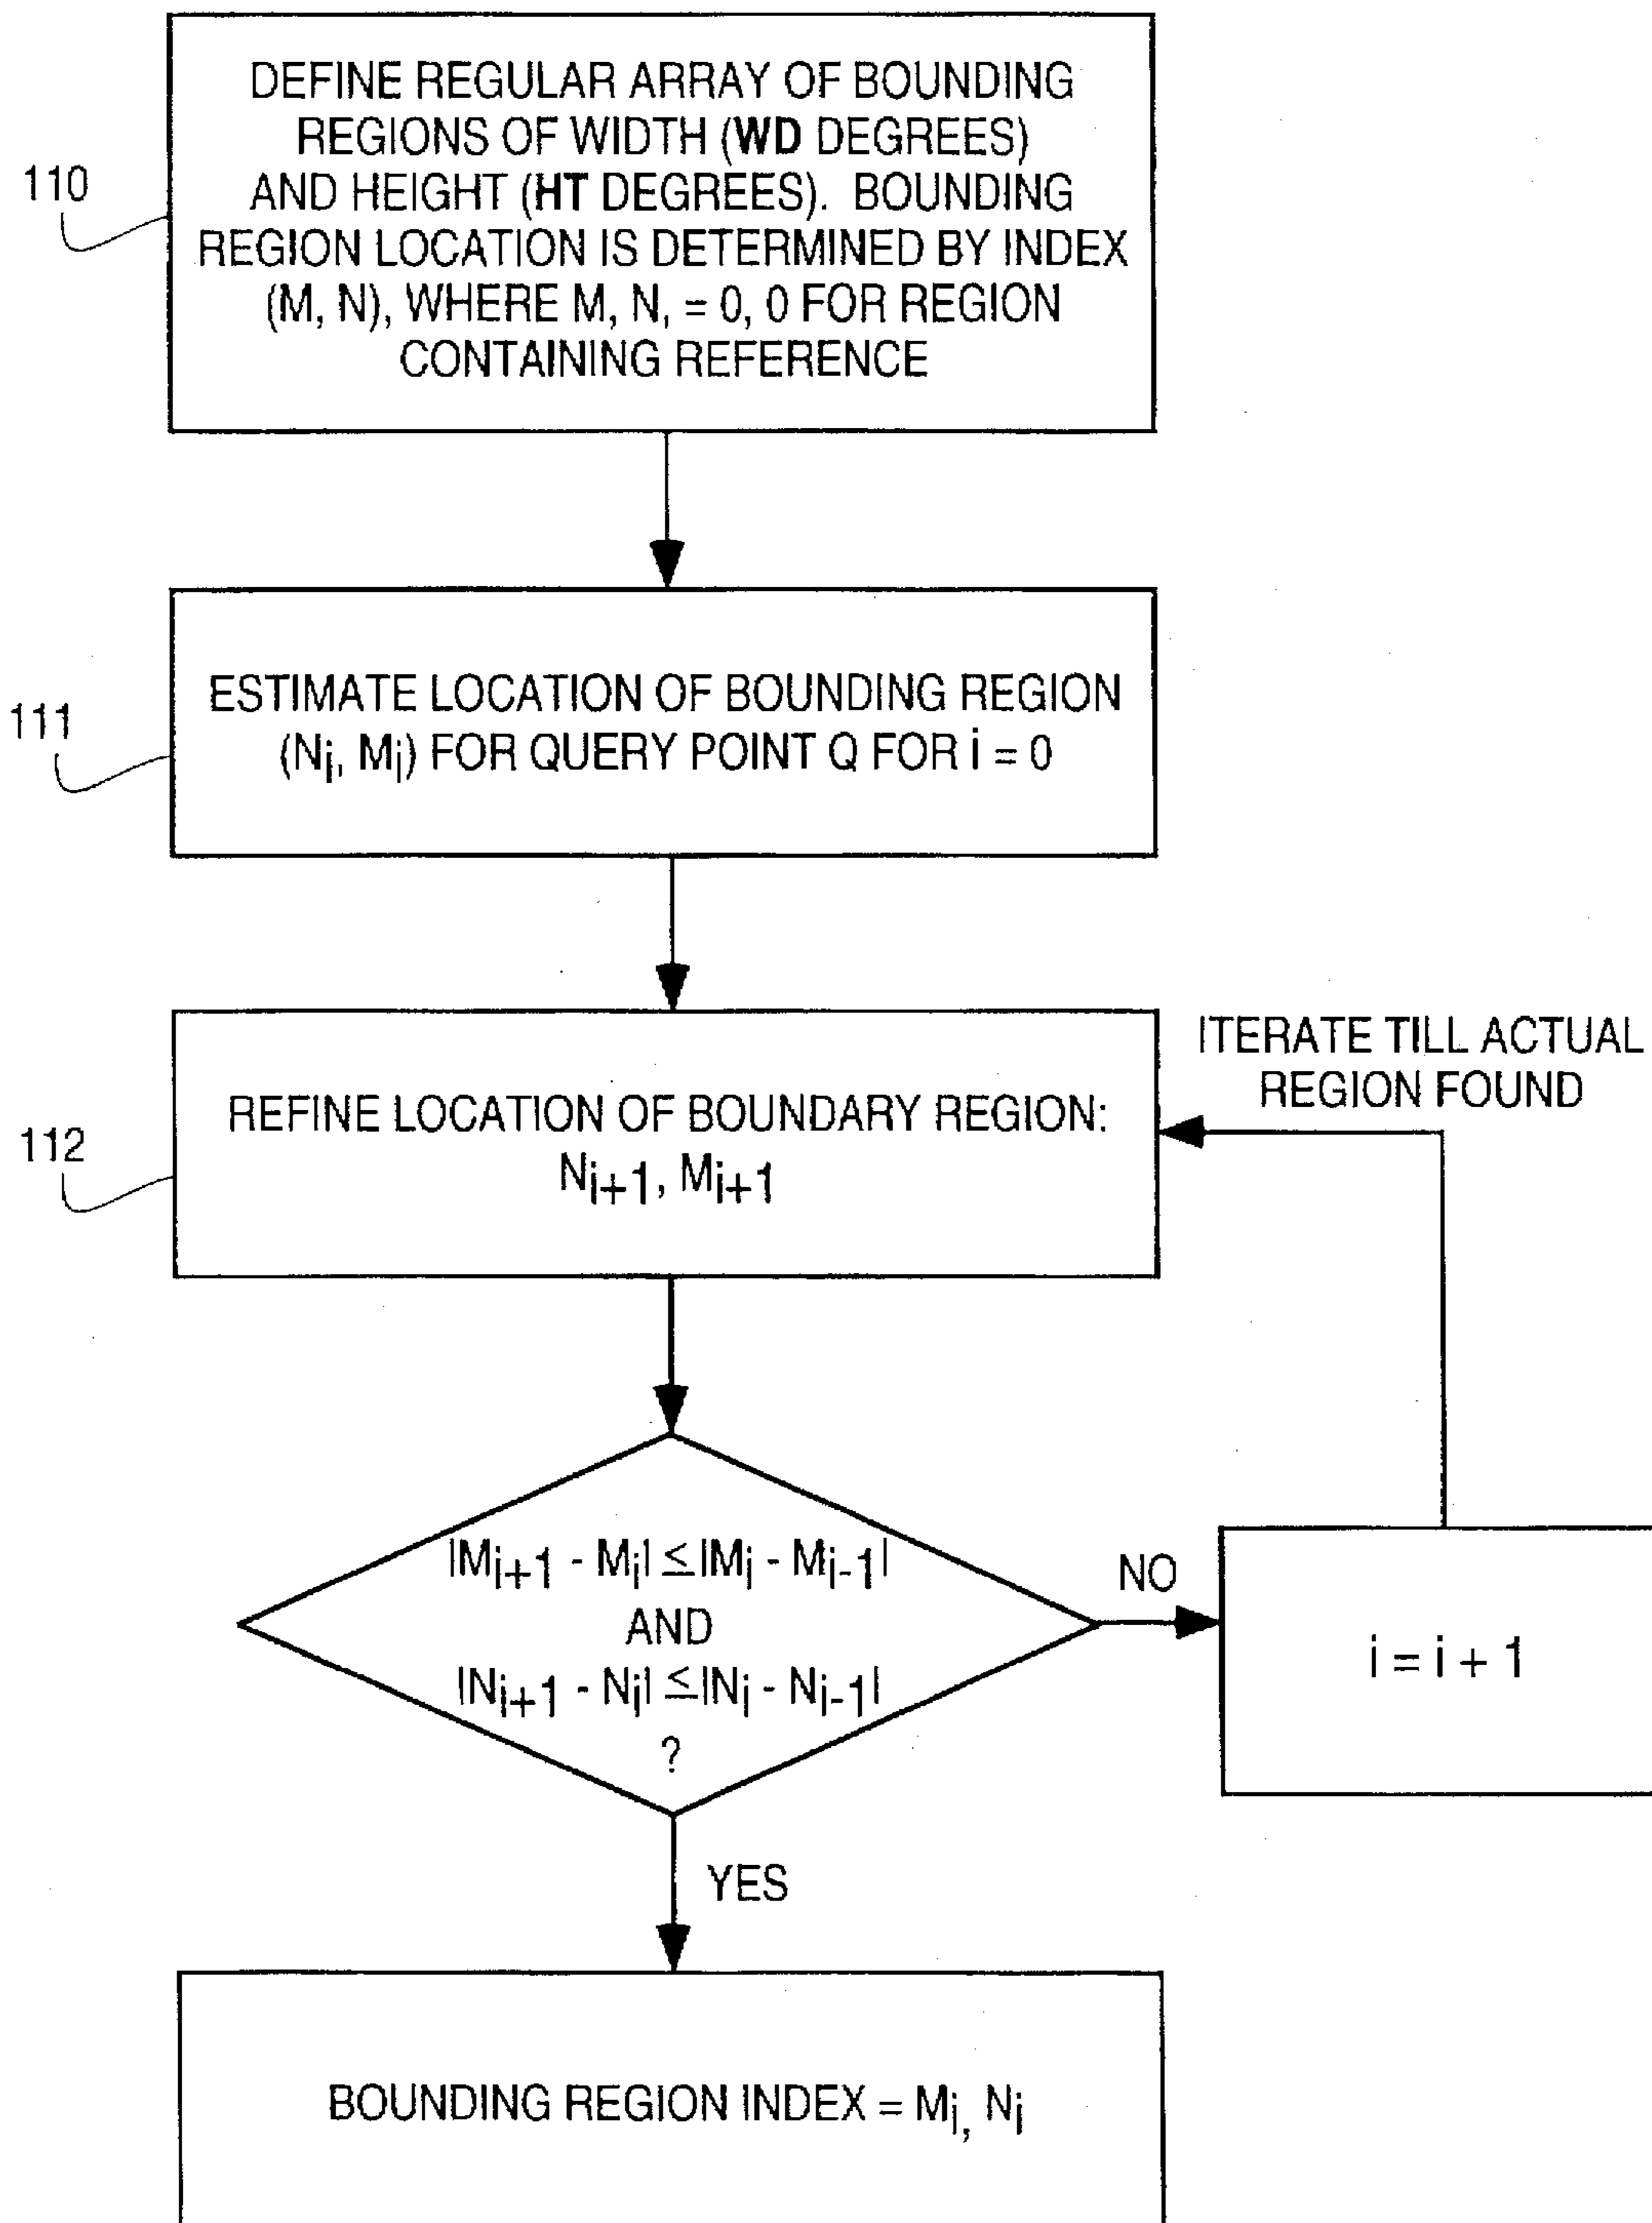 DEFINE REGULAR ARRAY OF BOUNDING
REGIONS OF WIDTH (WD DEGREES)
AND HEIGHT (HT DEGREES). BOUNDING
REGION LOCATION IS DETERMINED BY INDEX
(M, N), WHERE M, N, = 0, 0 FOR REGION
CONTAINING REFERENCE
110
ESTIMATE LOCATION OF BOUNDING REGION
(Ni, Mi) FOR QUERY POINT Q FOR i = 0
111
REFINE LOCATION OF BOUNDARY REGION:
Ni+1, Mi+1
112
ITERATE TILL ACTUAL
REGION FOUND
|Mi+1 - Mi| ≤ |Mi - Mi-1|
AND
|Ni+1 - Ni| ≤ |Ni - Ni-1|
?
NO
i = i + 1
YES
BOUNDING REGION INDEX = Mi, Ni